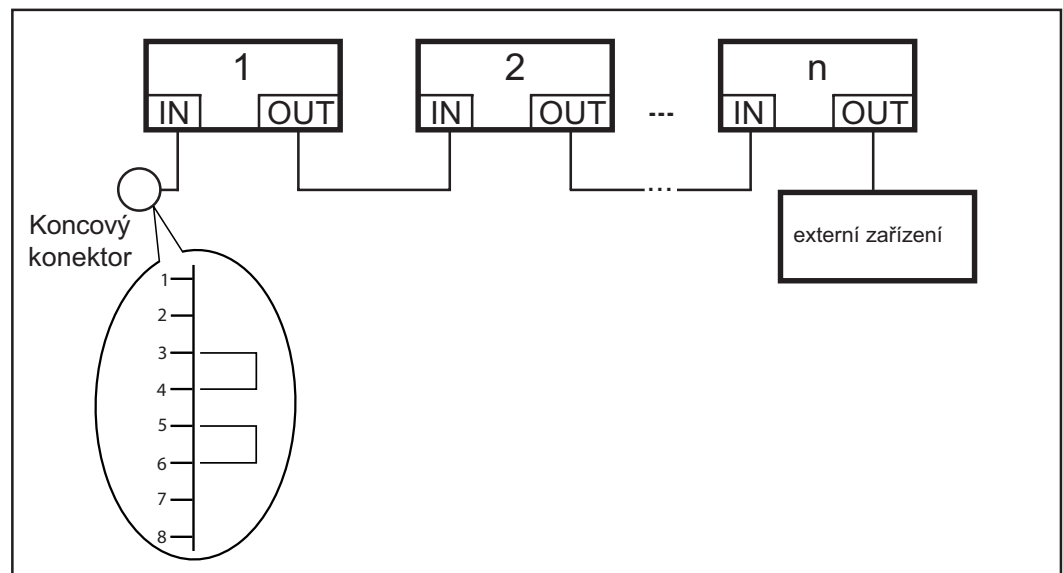 1 2 n
IN OUT IN OUT --- IN OUT
...
Koncový
konektor
externí zařízení
1
2
3
4
5
6
7
8